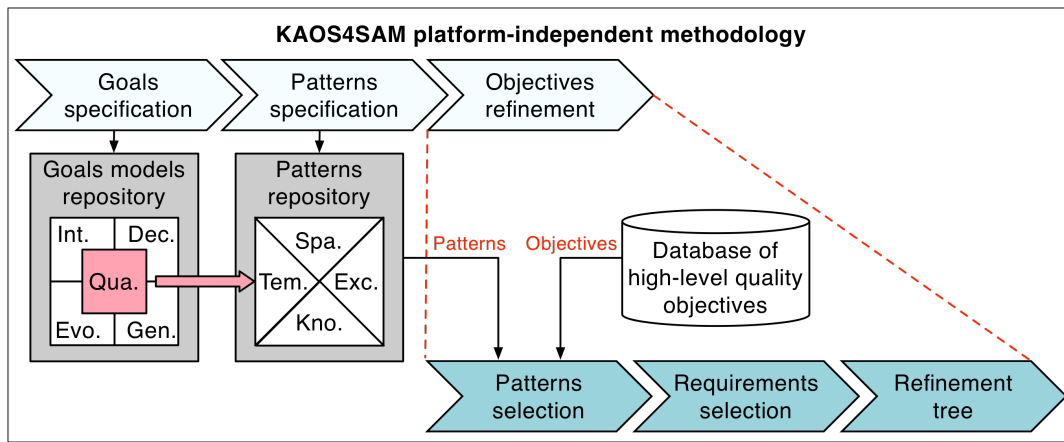 KAOS4SAM platform-independent methodology
Goals
specification
Patterns
specification
Objectives
refinement
Goals models
repository
Int.
Dec.
Qua.
Evo.
Gen.
Patterns
repository
Spa.
Tem.
Exc.
Kno.
Patterns
Objectives
Database of
high-level quality
objectives
Patterns
selection
Requirements
selection
Refinement
tree